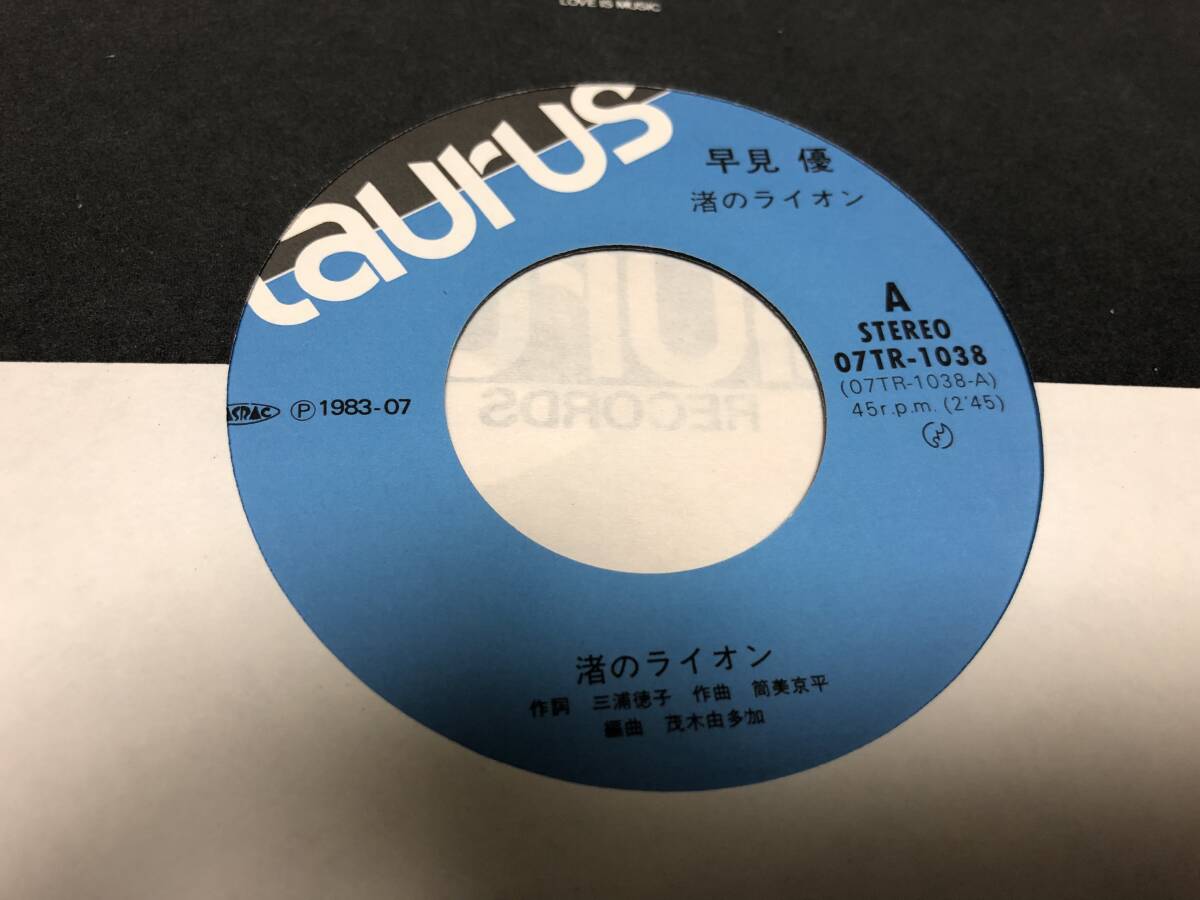 LOVE IS MUSIC
taurus
早見 優
渚のライオン
A
STEREO
07TR-1038
(07TR-1038-A)
45r.p.m. (2'45)
JASRAC ℗1983-07
RECORDS
渚のライオン
作詞 三浦徳子 作曲 筒美京平
編曲 茂木由多加